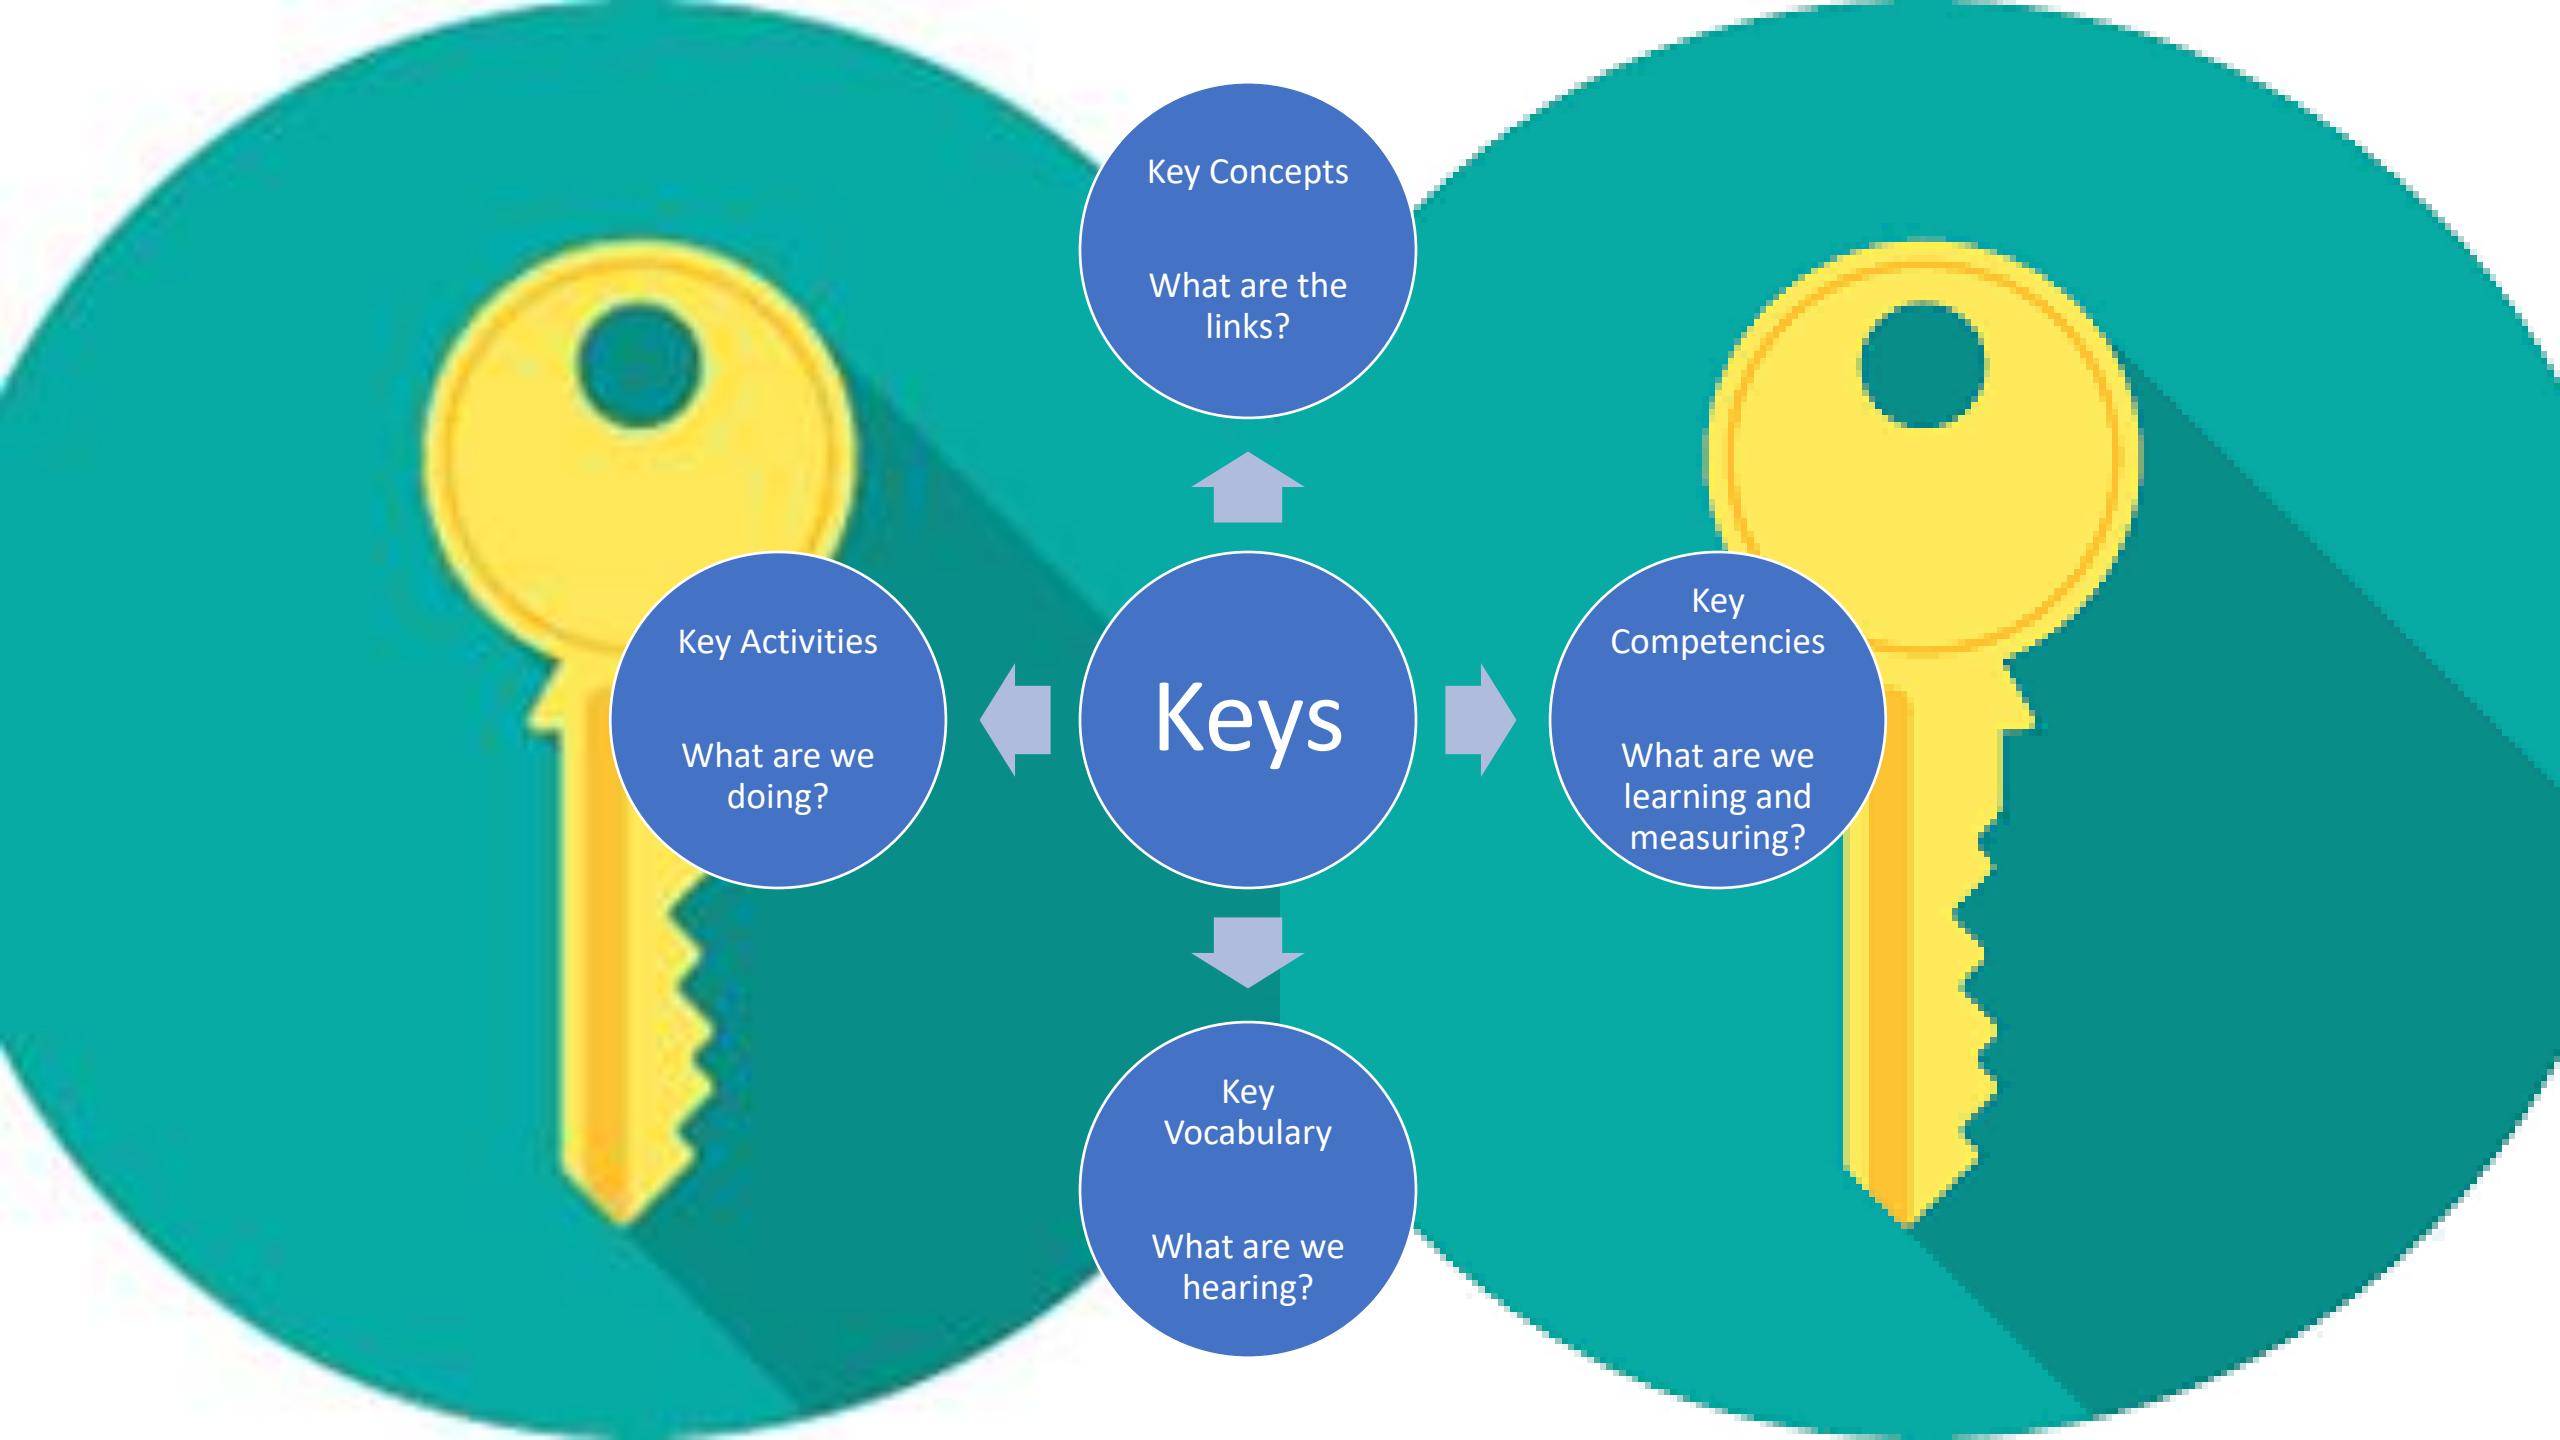 Key Concepts
What are the
links?
Key Activities
What are we
doing?
Keys
Key
Competencies
What are we
learning and
measuring?
Key
Vocabulary
What are we
hearing?